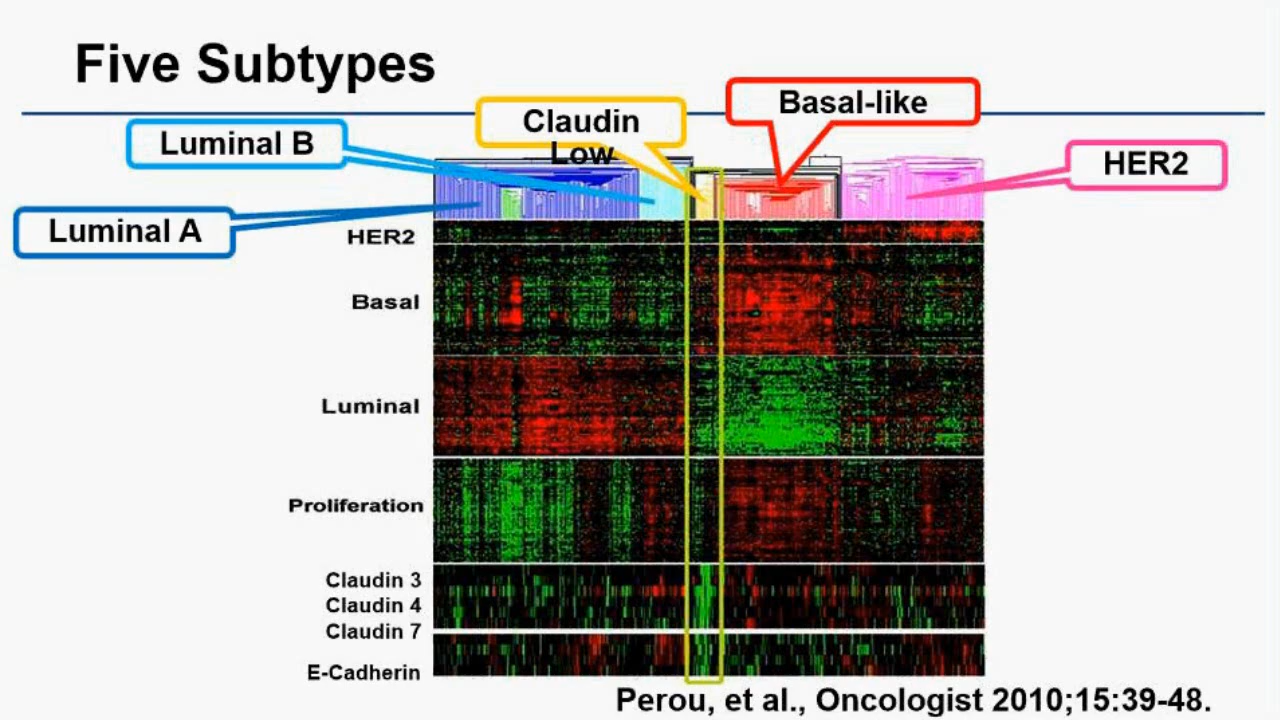 Five Subtypes
Basal-like
Claudin
Low
Luminal B
HER2
Luminal A
HER2
Basal
Luminal
Proliferation
Claudin 3
Claudin 4
Claudin 7
E-Cadherin
Perou, et al., Oncologist 2010;15:39-48.